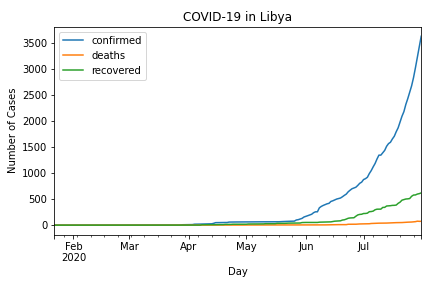 COVID-19 in Libya
confirmed
deaths
recovered
Number of Cases
3500
3000
2500
2000
1500
1000
500
0
Feb Mar Apr May Jun Jul
2020
Day